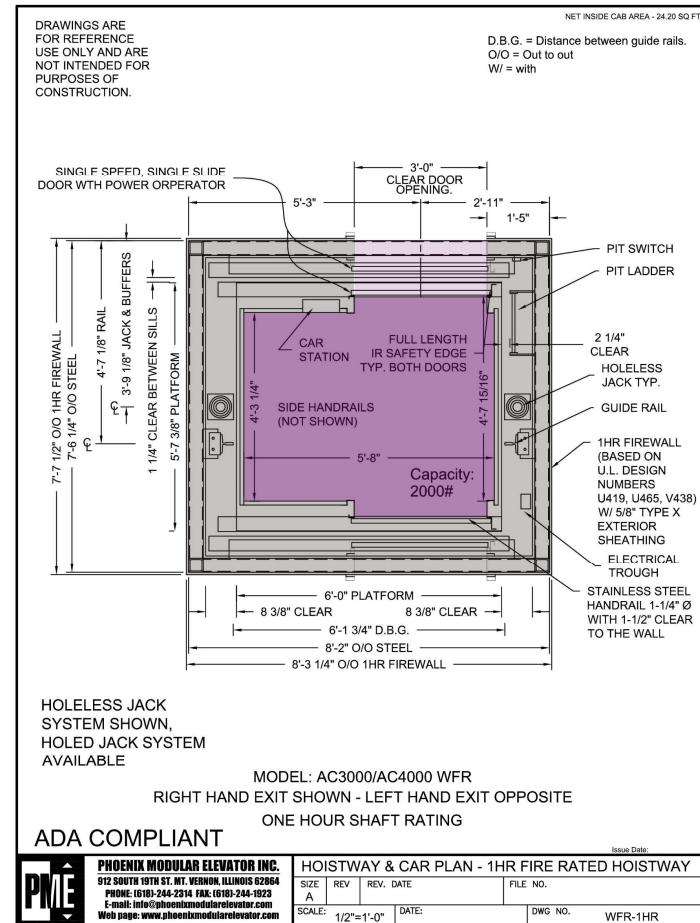 NET INSIDE CAB AREA - 24.20 SQ FT
DRAWINGS ARE
FOR REFERENCE
USE ONLY AND ARE
NOT INTENDED FOR
PURPOSES OF
CONSTRUCTION.
D.B.G. = Distance between guide rails.
O/O = Out to out
W/ = with
SINGLE SPEED, SINGLE SLIDE
DOOR WTH POWER ORPERATOR
3'-0"
CLEAR DOOR
OPENING.
5'-3"
2'-11"
1'-5"
7'-7 1/2" O/O 1HR FIREWALL
7'-6 1/4" O/O STEEL
4'-7 1/8" RAIL
3'-9 1/8" JACK & BUFFERS
1 1/4" CLEAR BETWEEN SILLS
5'-7 3/8" PLATFORM
CAR
STATION
FULL LENGTH
IR SAFETY EDGE
TYP. BOTH DOORS
4'-3 1/4"
4'-7 15/16"
SIDE HANDRAILS
(NOT SHOWN)
5'-8"
Capacity:
2000#
PIT SWITCH
PIT LADDER
2 1/4"
CLEAR
HOLELESS
JACK TYP.
GUIDE RAIL
1HR FIREWALL
(BASED ON
U.L. DESIGN
NUMBERS
U419, U465, V438)
W/ 5/8" TYPE X
EXTERIOR
SHEATHING
ELECTRICAL
TROUGH
STAINLESS STEEL
HANDRAIL 1-1/4" Ø
WITH 1-1/2" CLEAR
TO THE WALL
6'-0" PLATFORM
8 3/8" CLEAR
8 3/8" CLEAR
6'-1 3/4" D.B.G.
8'-2" O/O STEEL
8'-3 1/4" O/O 1HR FIREWALL
HOLELESS JACK
SYSTEM SHOWN,
HOLED JACK SYSTEM
AVAILABLE
MODEL: AC3000/AC4000 WFR
RIGHT HAND EXIT SHOWN - LEFT HAND EXIT OPPOSITE
ONE HOUR SHAFT RATING
ADA COMPLIANT
Issue Date:
PME
PHOENIX MODULAR ELEVATOR INC.
912 SOUTH 19TH ST. MT. VERNON, ILLINOIS 62864
PHONE: (618)-244-2314 FAX: (618)-244-1923
E-mail: info@phoenixmodularelevator.com
Web page: www.phoenixmodularelevator.com
HOISTWAY & CAR PLAN - 1HR FIRE RATED HOISTWAY
SIZE
A
REV
REV. DATE
FILE NO.
SCALE:
1/2"=1'-0"
DATE:
DWG NO.
WFR-1HR